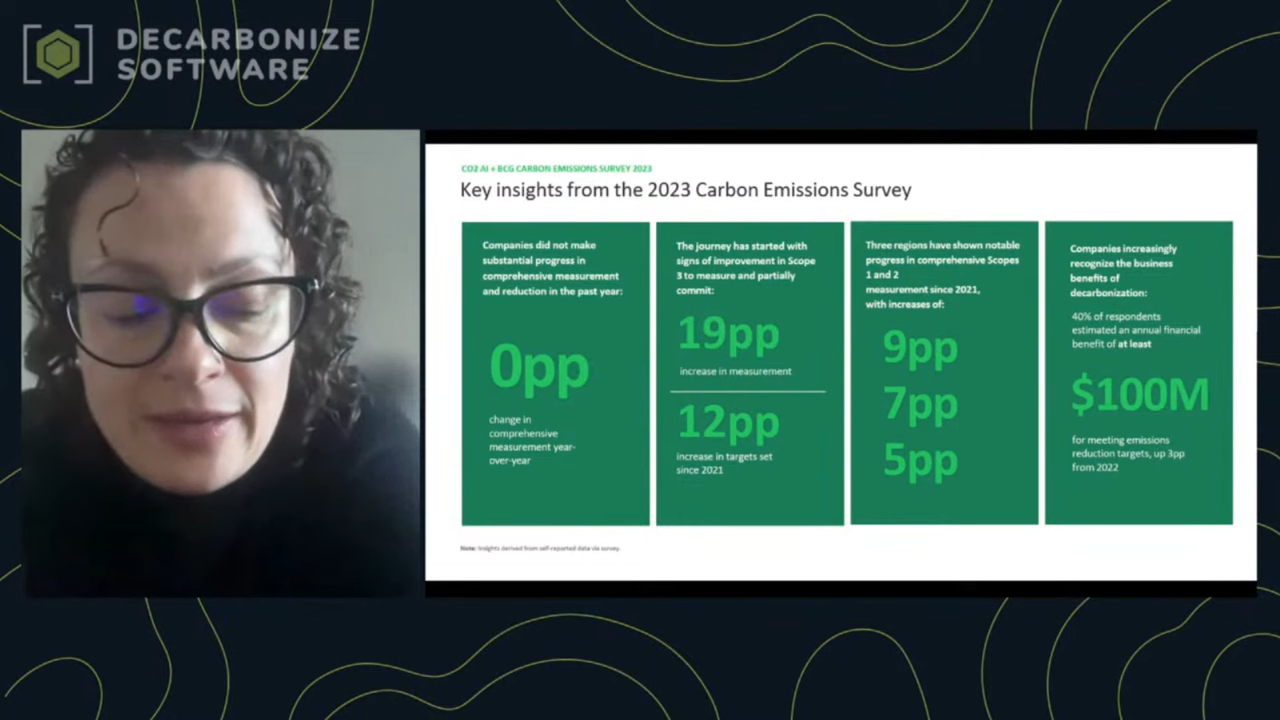 DECARBONIZE
SOFTWARE
CO2 AI + BCG CARBON EMISSIONS SURVEY 2023
Key insights from the 2023 Carbon Emissions Survey
Companies did not make
substantial progress in
comprehensive measurement
and reduction in the past year:
0pp
change in
comprehensive
measurement year-
over-year
The journey has started with
signs of improvement in Scope
3 to measure and partially
commit:
19pp
increase in measurement
12pp
increase in targets set
since 2021
Three regions have shown notable
progress in comprehensive Scopes
1 and 2
measurement since 2021,
with increases of:
9pp
7pp
5pp
Companies increasingly
recognize the business
benefits of
decarbonization:
40% of respondents
estimated an annual financial
benefit of at least
$100M
for meeting emissions
reduction targets, up 3pp
from 2022
Note: Insights derived from self-reported data via survey.